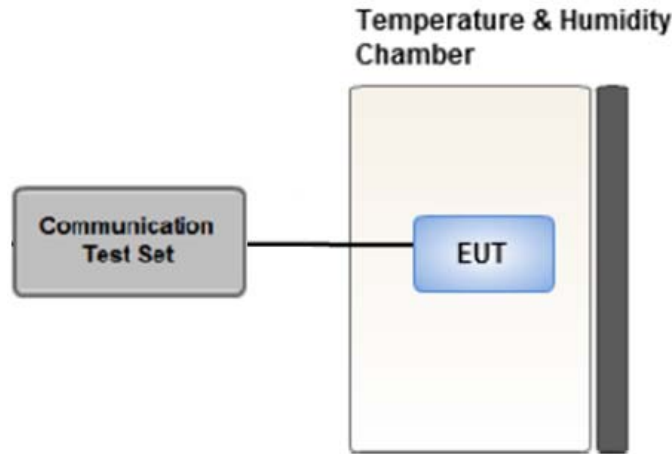 Temperature & Humidity
Chamber
Communication
Test Set
EUT